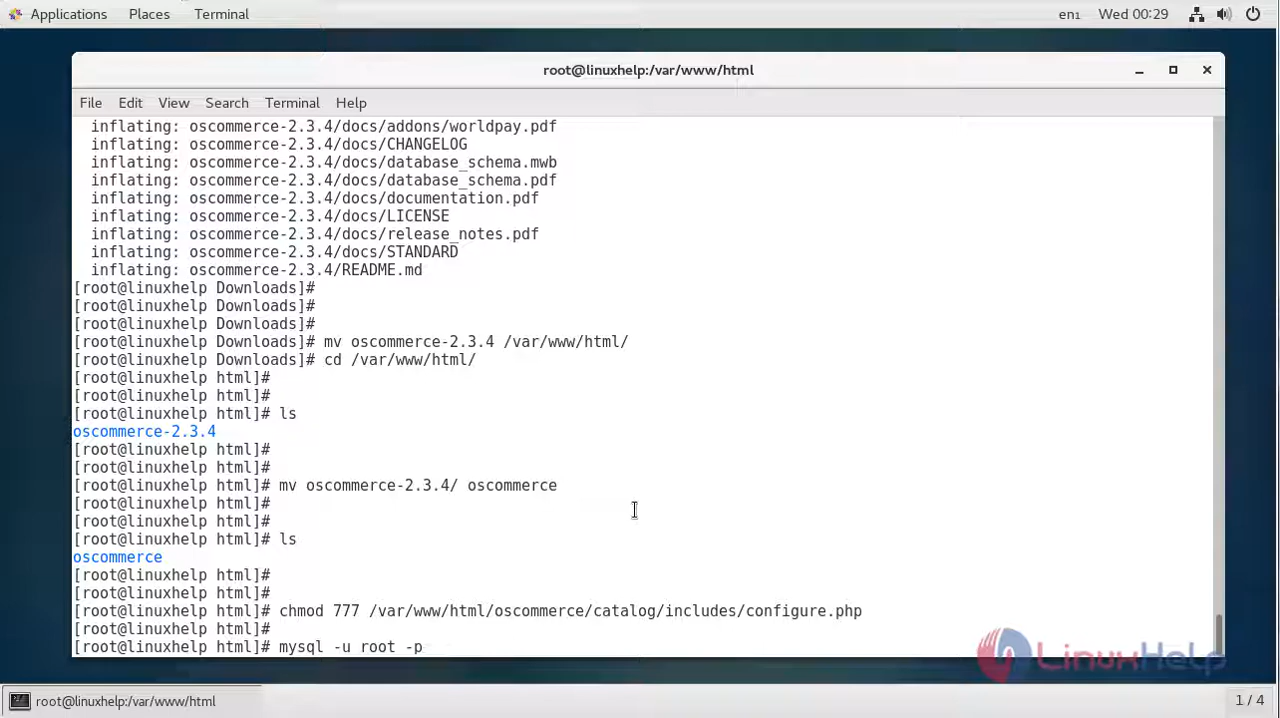 Applications Places Terminal en1 Wed 00:29
root@linuxhelp:/var/www/html
File Edit View Search Terminal Help
inflating: oscommerce-2.3.4/docs/addons/worldpay.pdf
inflating: oscommerce-2.3.4/docs/CHANGELOG
inflating: oscommerce-2.3.4/docs/database_schema.mwb
inflating: oscommerce-2.3.4/docs/database_schema.pdf
inflating: oscommerce-2.3.4/docs/documentation.pdf
inflating: oscommerce-2.3.4/docs/LICENSE
inflating: oscommerce-2.3.4/docs/release_notes.pdf
inflating: oscommerce-2.3.4/docs/STANDARD
inflating: oscommerce-2.3.4/README.md
[root@linuxhelp Downloads]#
[root@linuxhelp Downloads]#
[root@linuxhelp Downloads]#
[root@linuxhelp Downloads]# mv oscommerce-2.3.4 /var/www/html/
[root@linuxhelp Downloads]# cd /var/www/html/
[root@linuxhelp html]#
[root@linuxhelp html]#
[root@linuxhelp html]# ls
oscommerce-2.3.4
[root@linuxhelp html]#
[root@linuxhelp html]#
[root@linuxhelp html]# mv oscommerce-2.3.4/ oscommerce
[root@linuxhelp html]#
[root@linuxhelp html]#
[root@linuxhelp html]# ls
oscommerce
[root@linuxhelp html]#
[root@linuxhelp html]#
[root@linuxhelp html]# chmod 777 /var/www/html/oscommerce/catalog/includes/configure.php
[root@linuxhelp html]#
[root@linuxhelp html]# mysql -u root -p
LinuxHelp
root@linuxhelp:/var/www/html 1 / 4